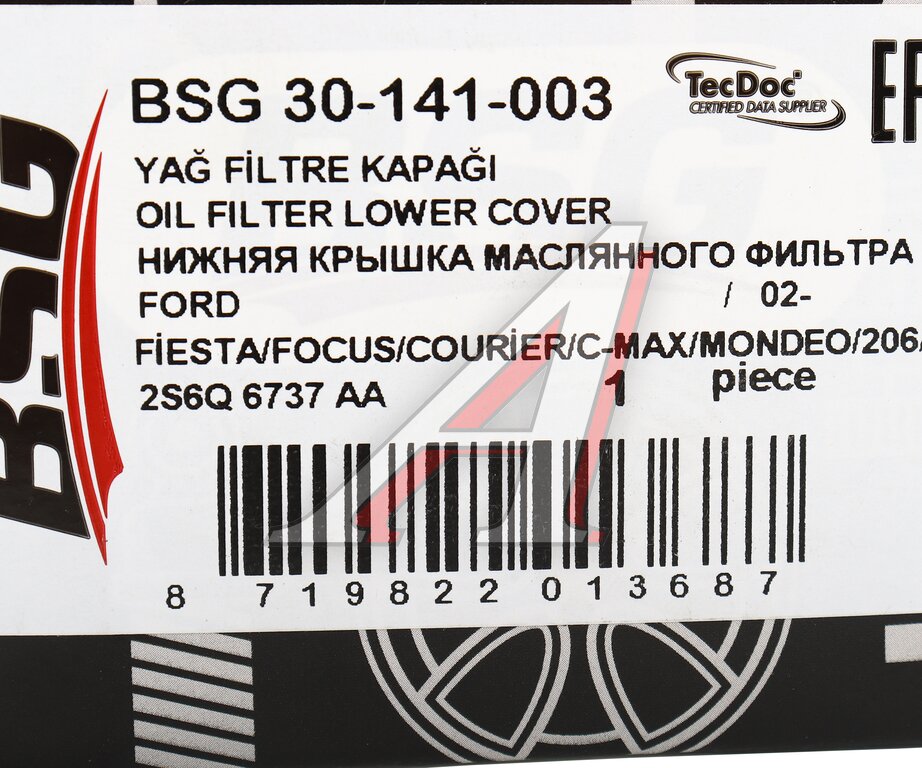 BSG
BSG 30-141-003
TecDoc
CERTIFIED DATA SUPPLIER
YAĞ FİLTRE KAPAĞI
OIL FILTER LOWER COVER
НИЖНЯЯ КРЫШКА МАСЛЯННОГО ФИЛЬТРА
FORD / 02-
FİESTA/FOCUS/COURİER/C-MAX/MONDEO/206/
2S6Q 6737 AA 1 piece
8 719822 013687